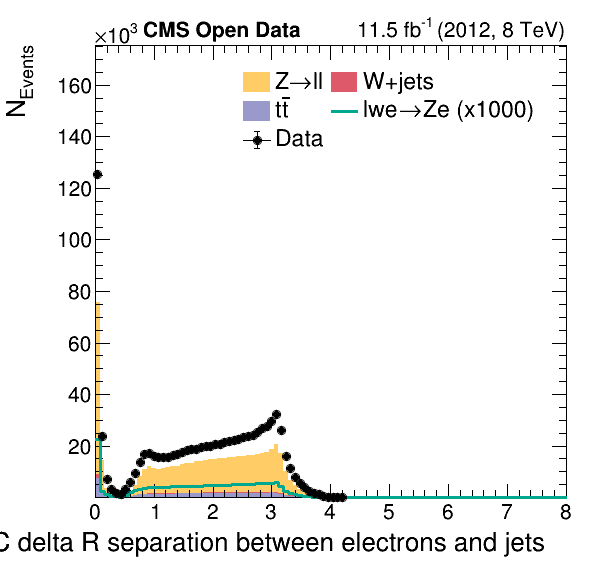 ×10³ CMS Open Data 11.5 fb⁻¹ (2012, 8 TeV)
N_Events
Z→ll W+jets
tt̄ lwe→Ze (x1000)
Data
160
140
120
100
80
60
40
20
0 1 2 3 4 5 6 7 8
C delta R separation between electrons and jets